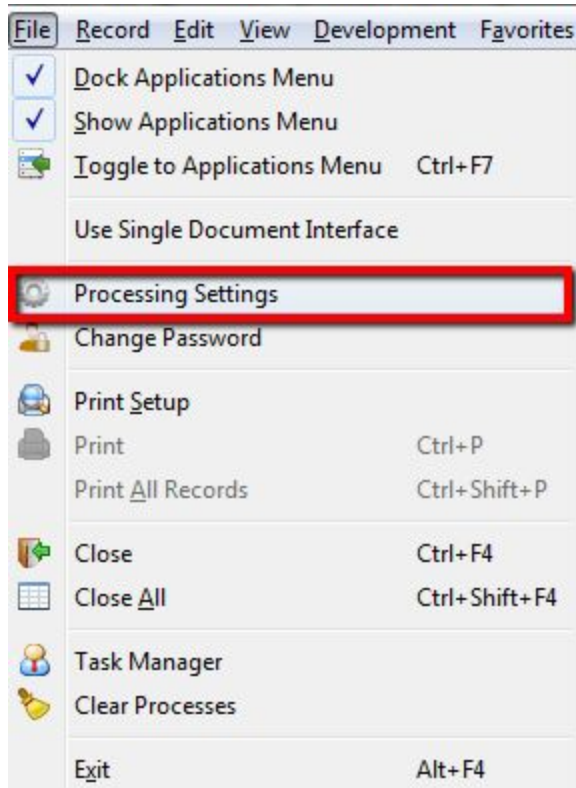 File Record Edit View Development Favorites
Dock Applications Menu
Show Applications Menu
Toggle to Applications Menu Ctrl+F7
Use Single Document Interface
Processing Settings
Change Password
Print Setup
Print Ctrl+P
Print All Records Ctrl+Shift+P
Close Ctrl+F4
Close All Ctrl+Shift+F4
Task Manager
Clear Processes
Exit Alt+F4